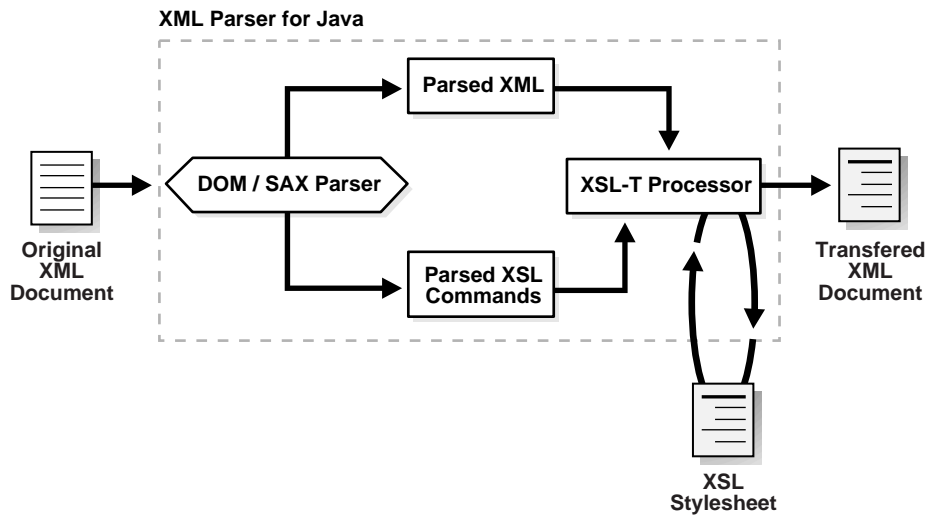 XML Parser for Java
Parsed XML
DOM / SAX Parser
XSL-T Processor
Original
XML
Document
Parsed XSL
Commands
Transfered
XML
Document
XSL
Stylesheet